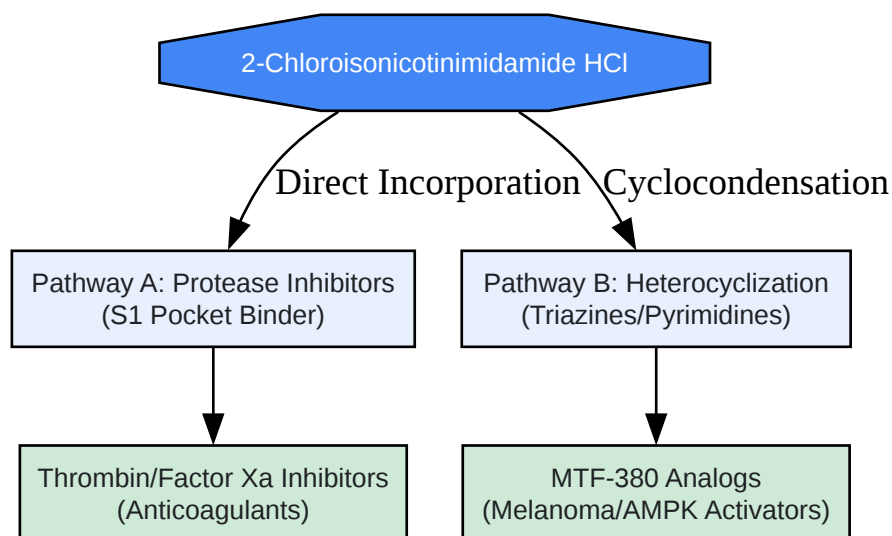 2-Chloroisonicotinimidamide HCl
Direct Incorporation
Cyclocondensation
Pathway A: Protease Inhibitors
(S1 Pocket Binder)
Pathway B: Heterocyclization
(Triazines/Pyrimidines)
Thrombin/Factor Xa Inhibitors
(Anticoagulants)
MTF-380 Analogs
(Melanoma/AMPK Activators)